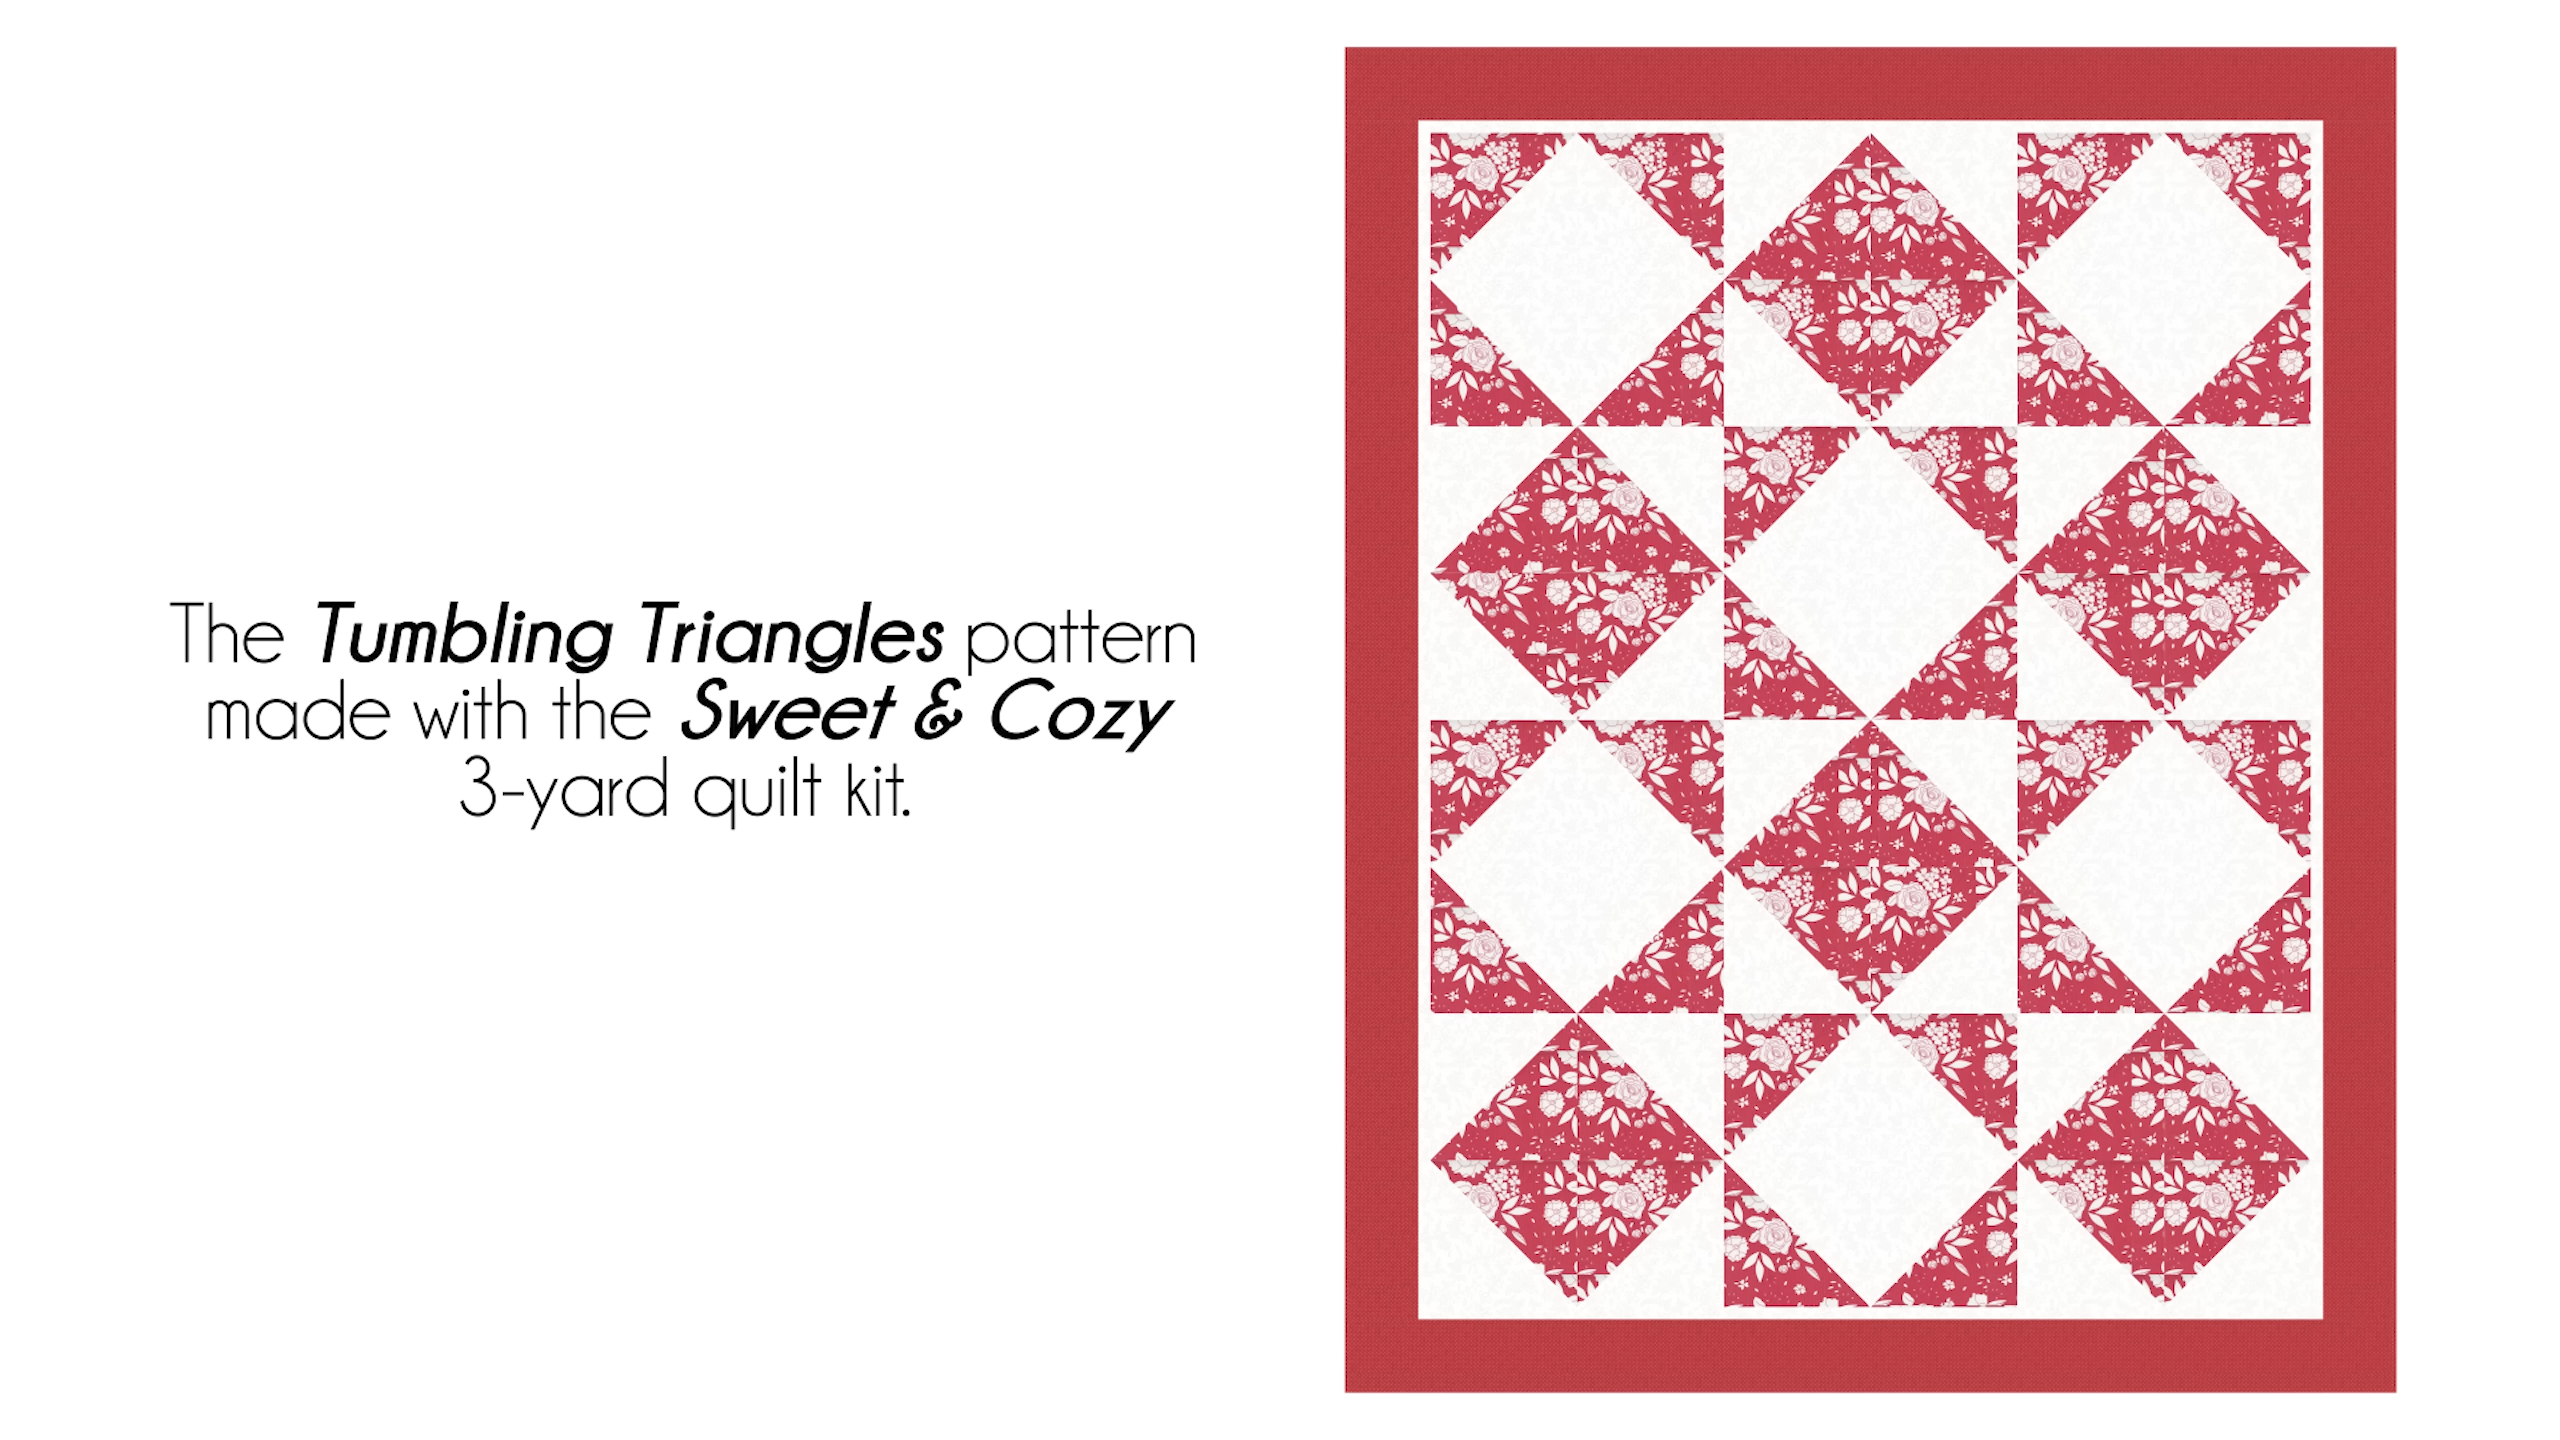 The Tumbling Triangles pattern
made with the Sweet & Cozy
3-yard quilt kit.